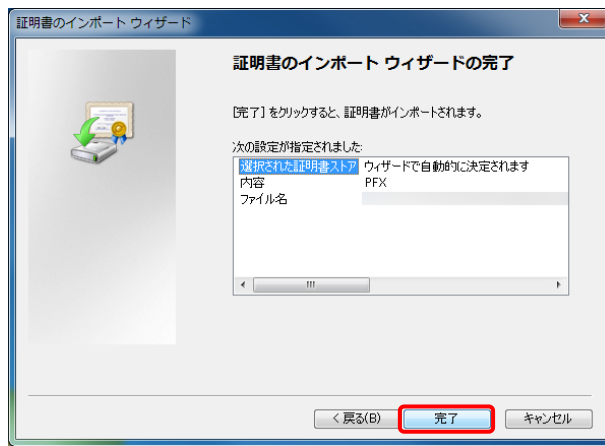 証明書のインポート ウィザード
証明書のインポート ウィザードの完了
[完了] をクリックすると、証明書がインポートされます。
次の設定が指定されました:
選択された証明書ストア ウィザードで自動的に決定されます
内容 PFX
ファイル名
< 戻る(B) 完了 キャンセル